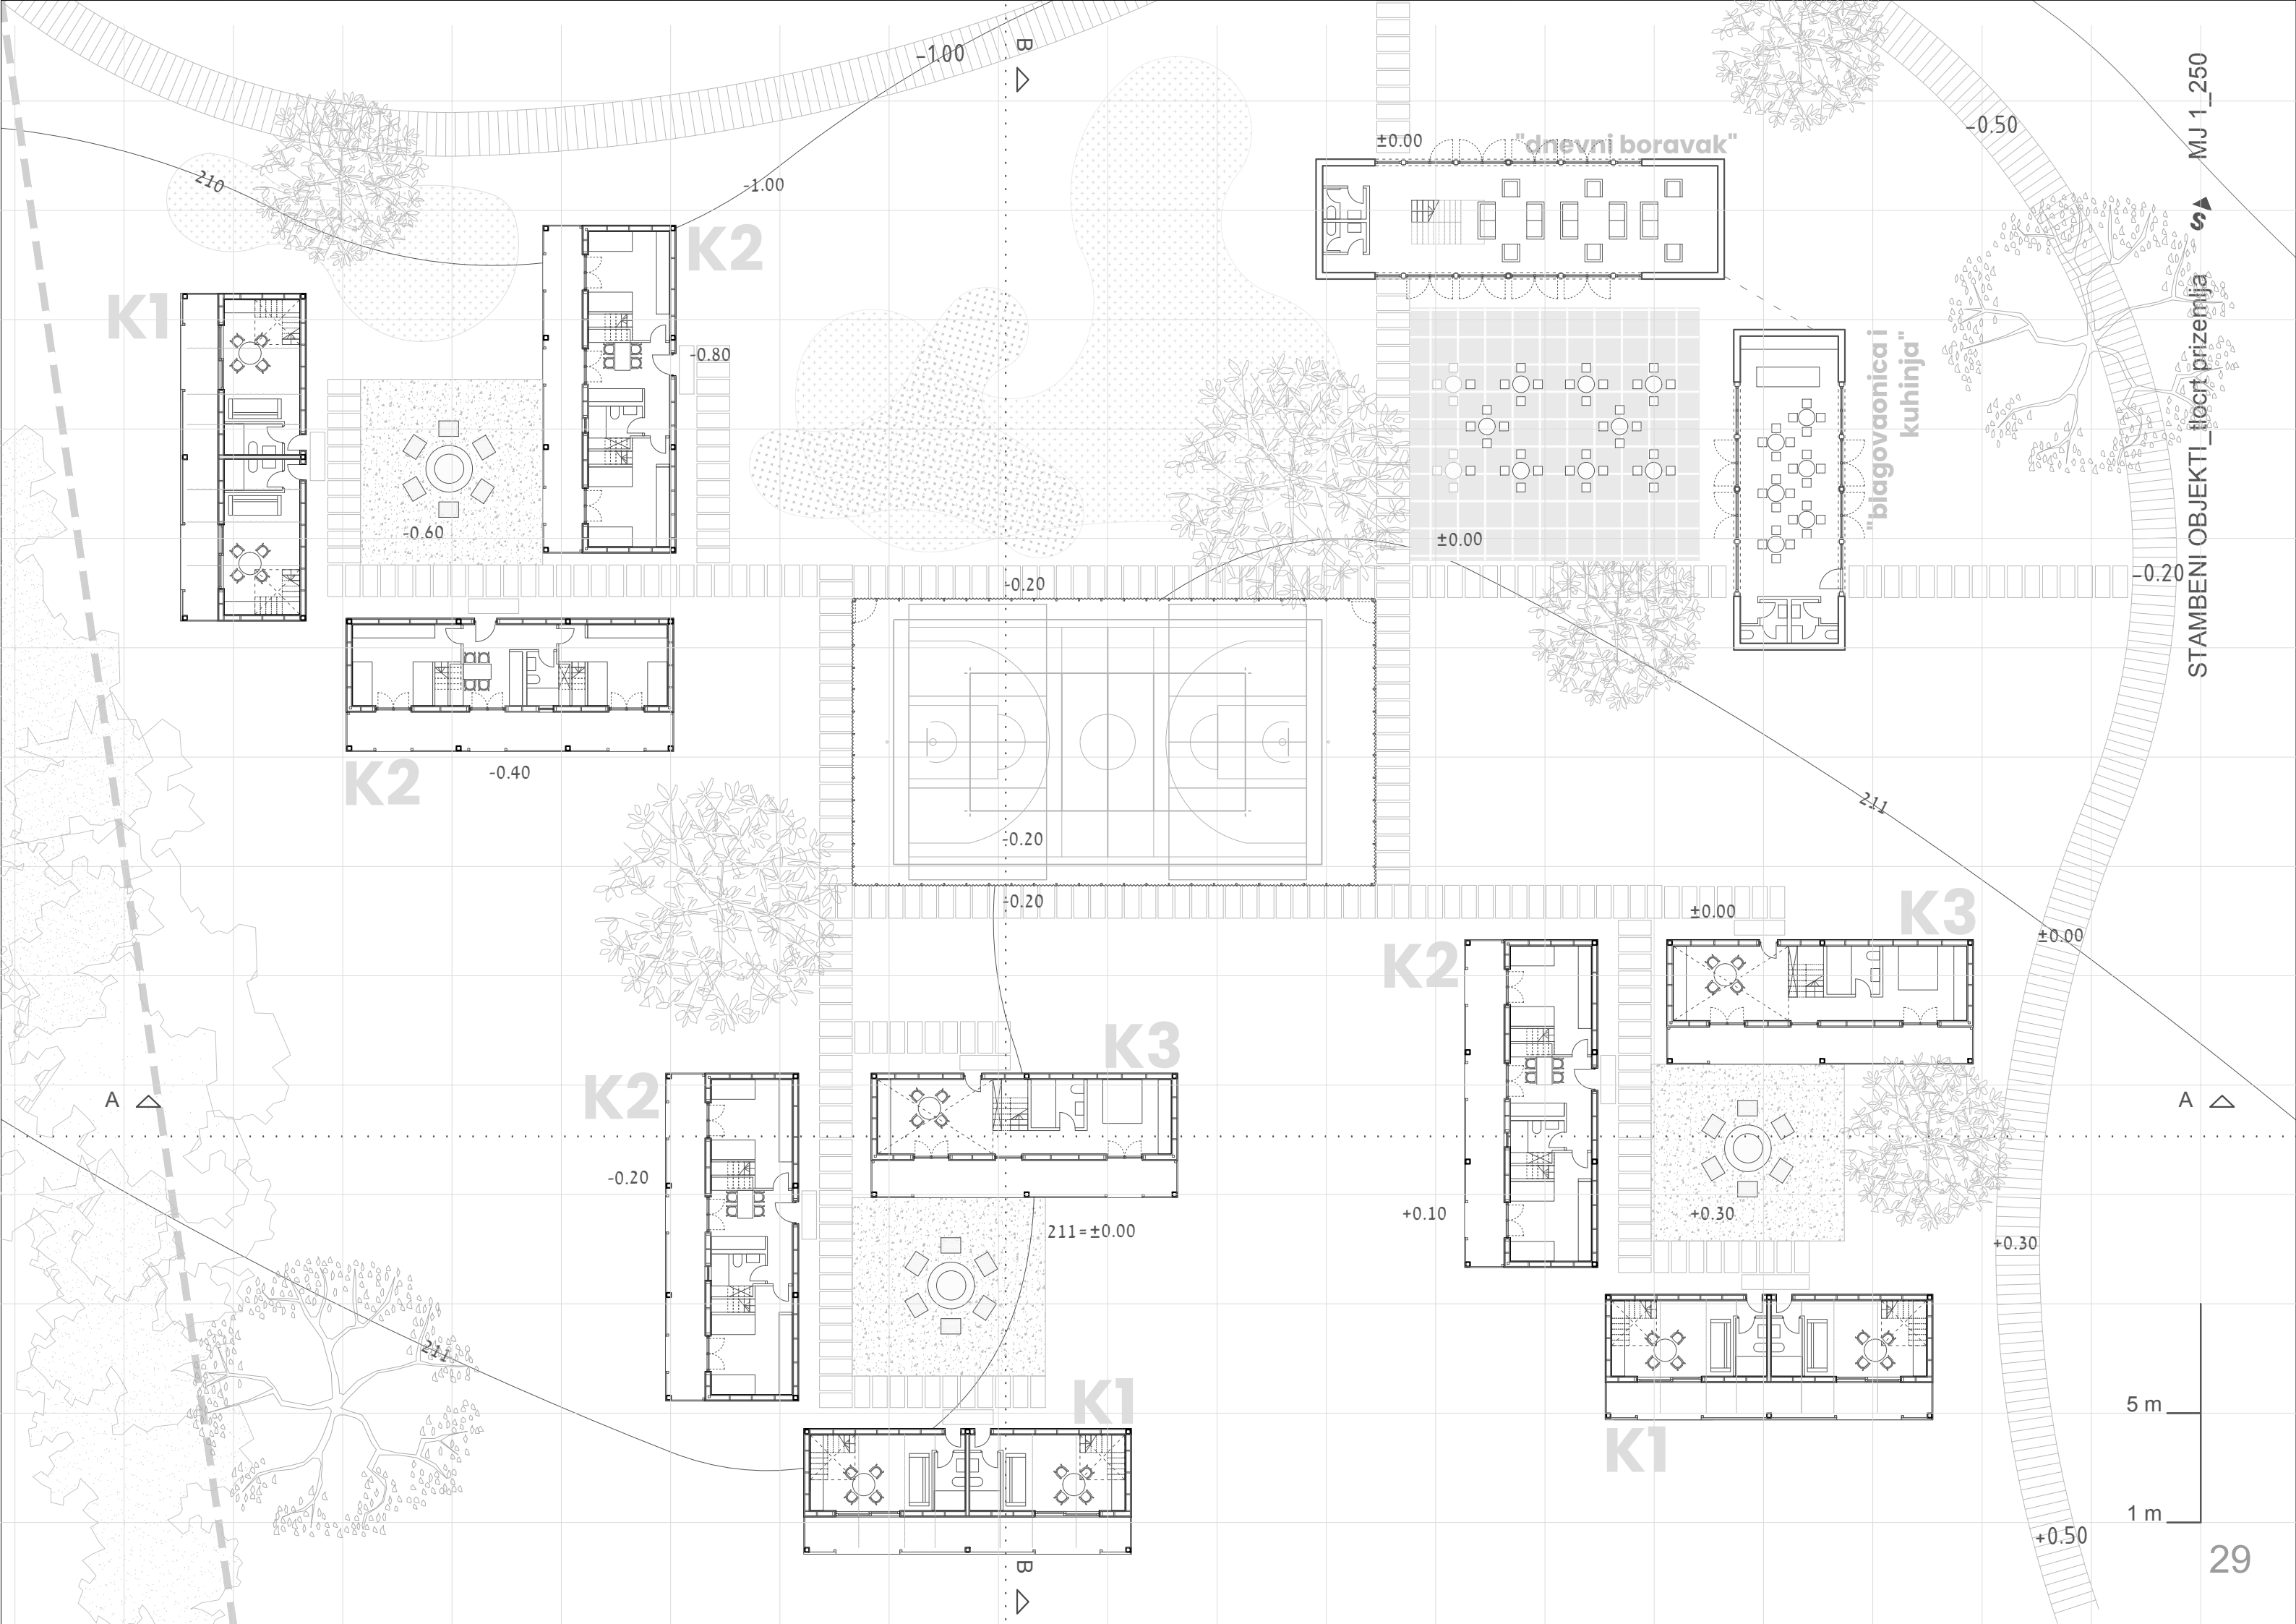 -1.00
B
-0.50
±0.00
"dnevni boravak"
210
-1.00
K2
K1
-0.80
"blagovaonica i
kuhinja"
-0.60
±0.00
-0.20
-0.20
K2
-0.40
-0.20
211
-0.20
±0.00
K3
±0.00
K2
K3
K2
A
A
-0.20
211=±0.00
+0.10
+0.30
+0.30
211
K1
K1
5 m
1 m
+0.50
B
29
STAMBENI OBJEKTI_tlocrt prizemlja
S
MJ 1_250